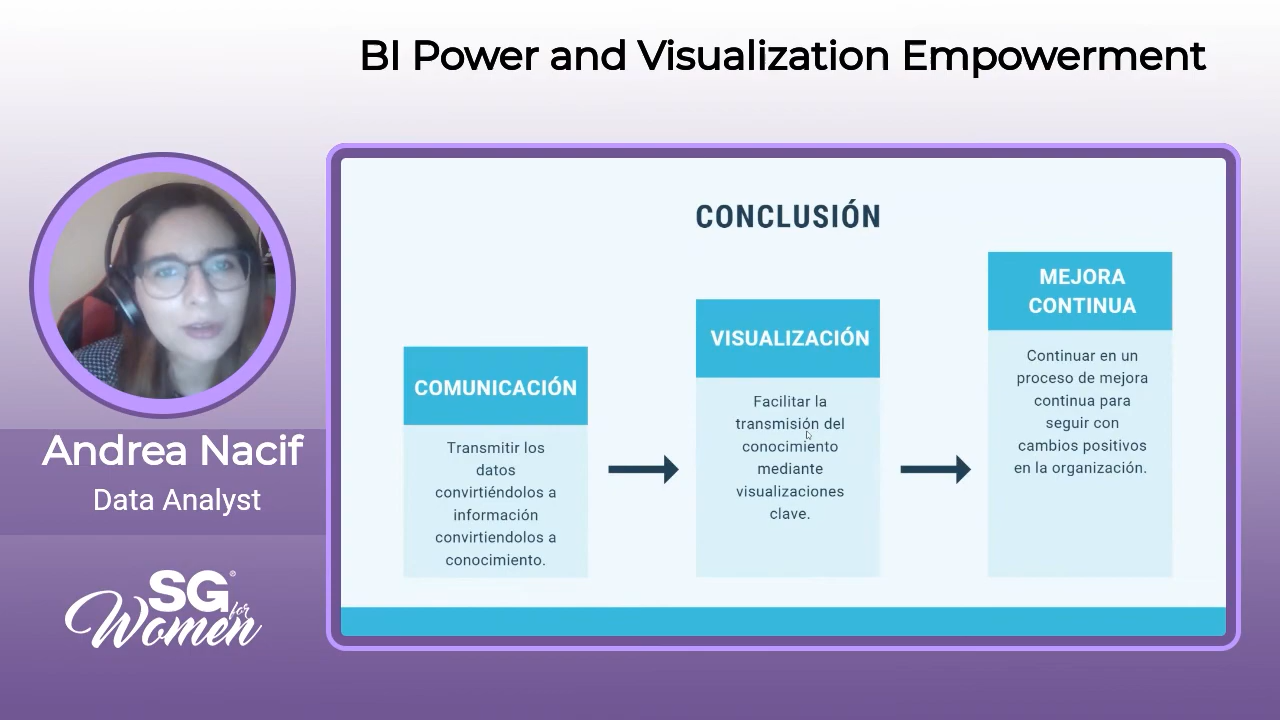 BI Power and Visualization Empowerment
Andrea Nacif
Data Analyst
SG®
for
Women
CONCLUSIÓN
COMUNICACIÓN
Transmitir los
datos
convirtiéndolos a
información
convirtiendolos a
conocimiento.
VISUALIZACIÓN
Facilitar la
transmisión del
conocimiento
mediante
visualizaciones
clave.
MEJORA
CONTINUA
Continuar en un
proceso de mejora
continua para
seguir con
cambios positivos
en la organización.